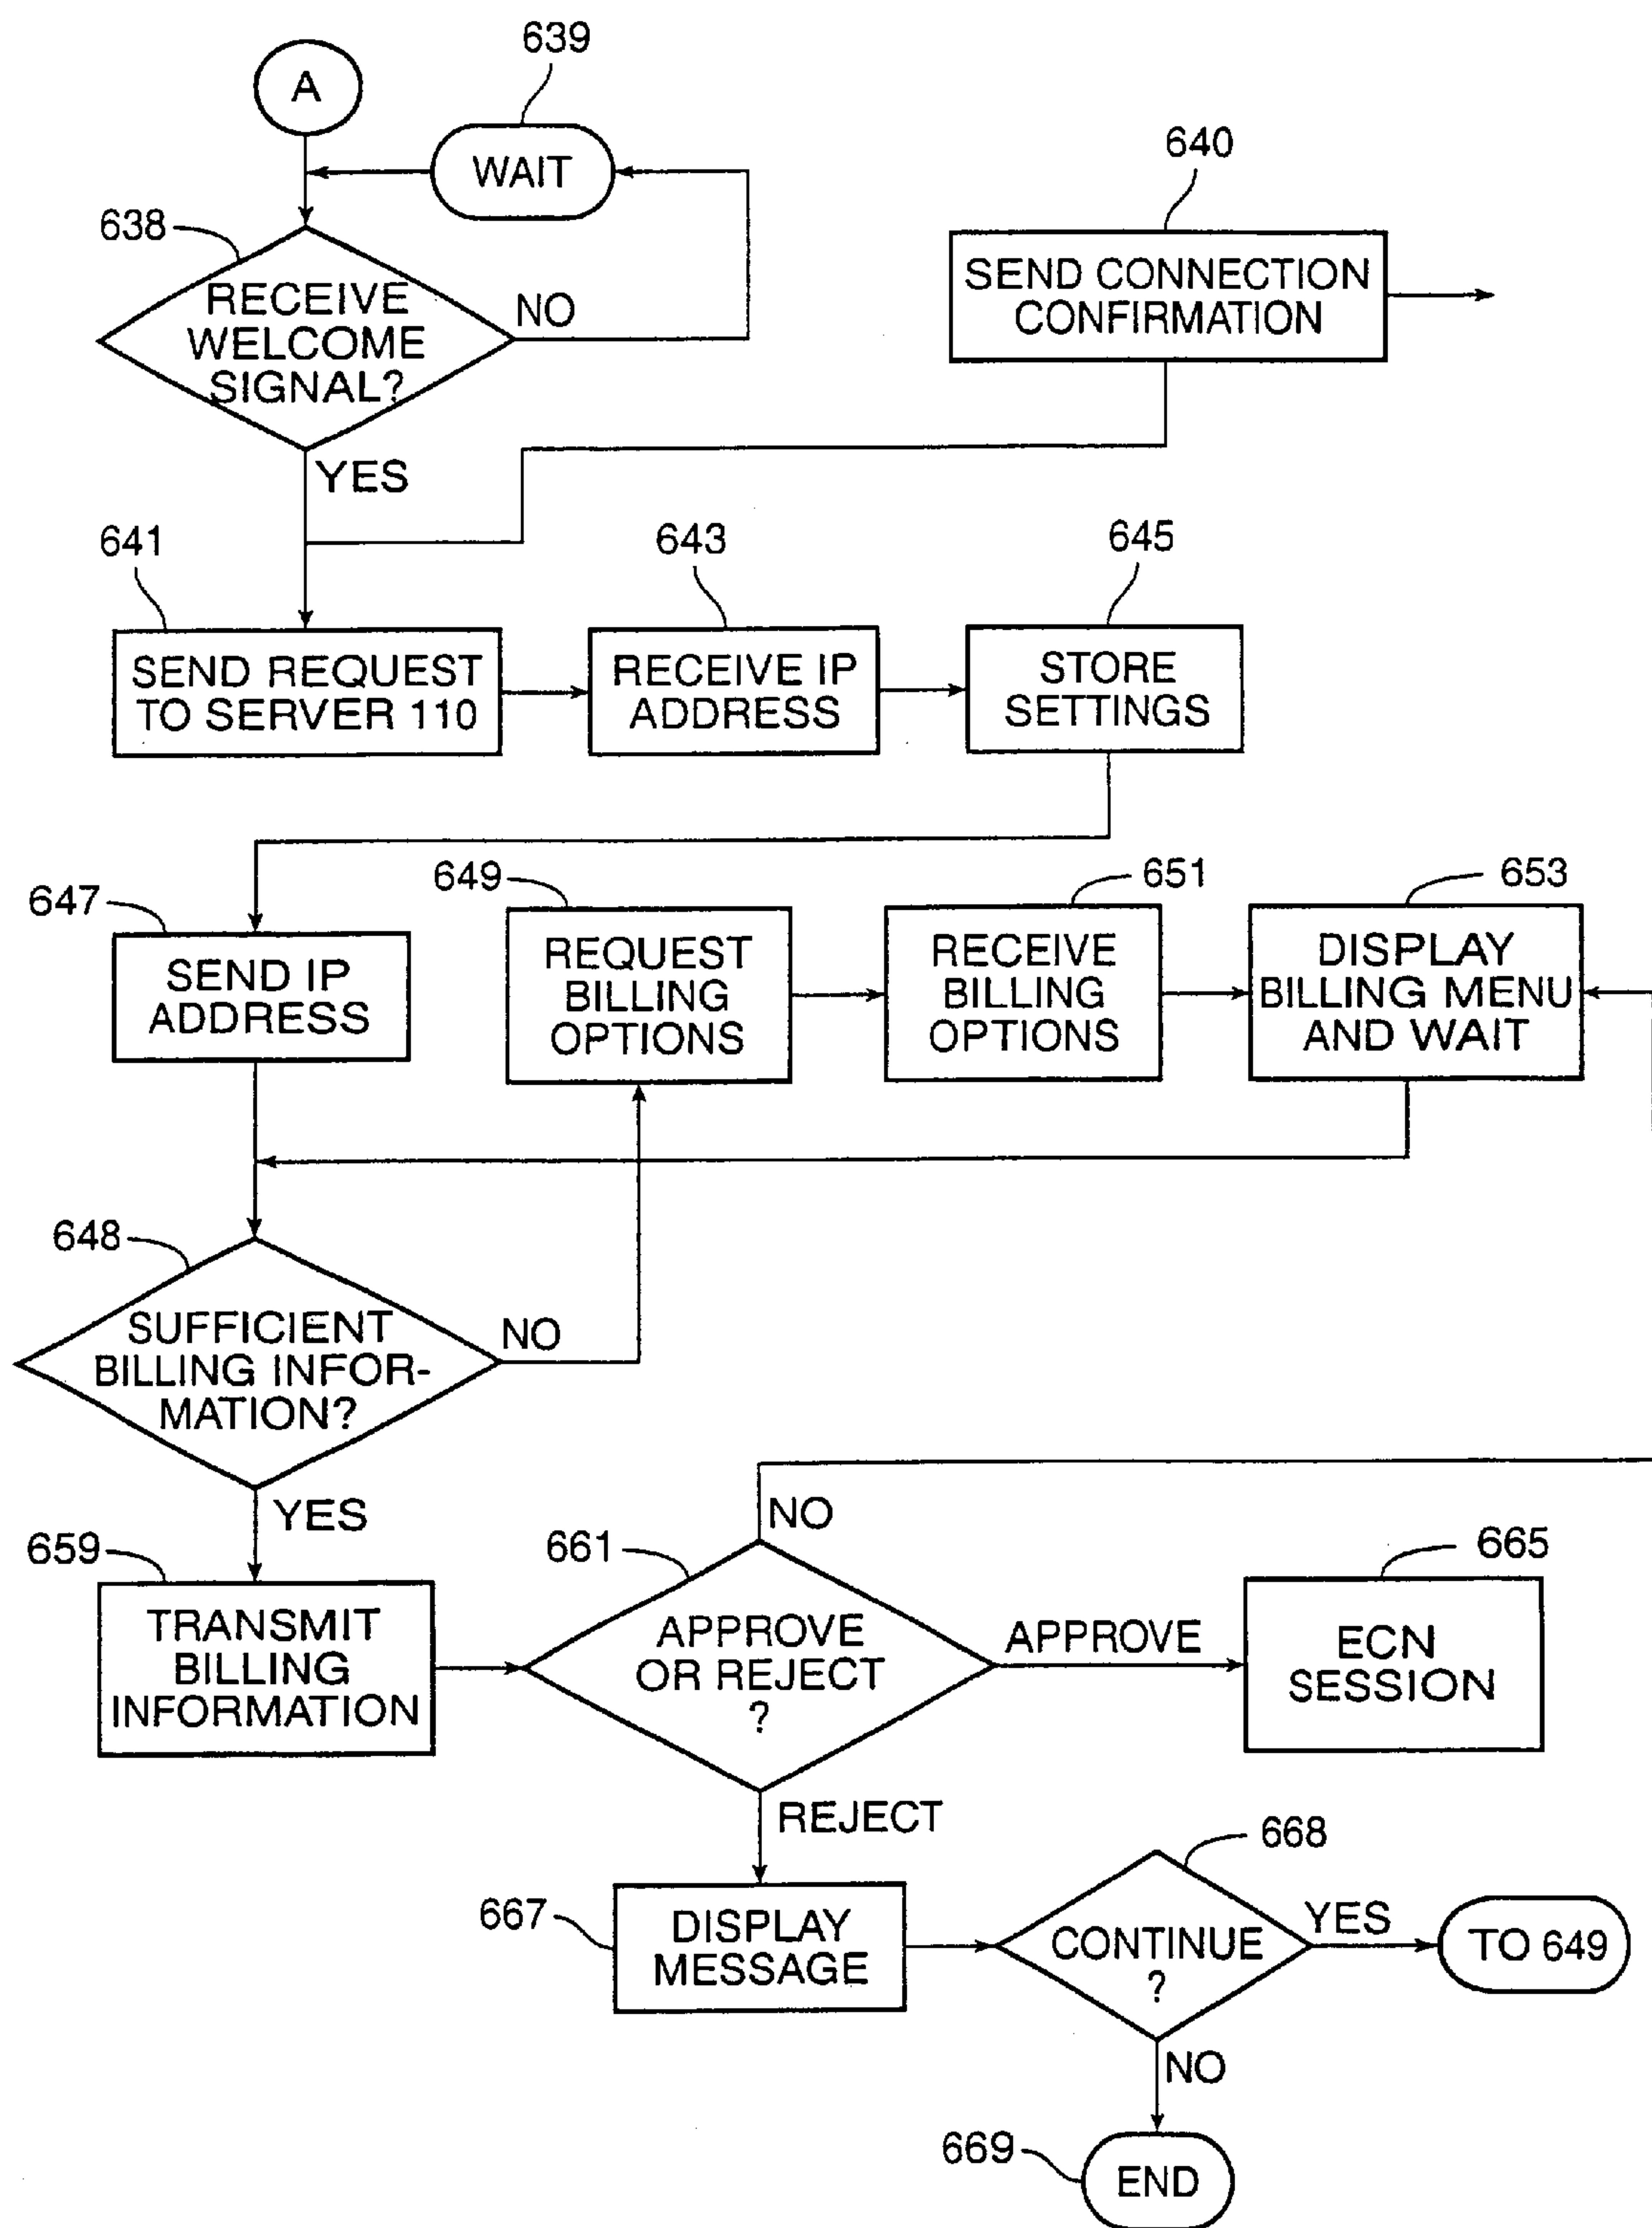 A
639
WAIT
640
638
SEND CONNECTION
CONFIRMATION
RECEIVE
WELCOME
SIGNAL?
NO
YES
641
643
645
SEND REQUEST
TO SERVER 110
RECEIVE IP
ADDRESS
STORE
SETTINGS
647
649
651
653
SEND IP
ADDRESS
REQUEST
BILLING
OPTIONS
RECEIVE
BILLING
OPTIONS
DISPLAY
BILLING MENU
AND WAIT
648
SUFFICIENT
BILLING INFOR-
MATION?
NO
YES
659
661
NO
665
TRANSMIT
BILLING
INFORMATION
APPROVE
OR REJECT
?
APPROVE
ECN
SESSION
REJECT
667
DISPLAY
MESSAGE
668
CONTINUE
?
YES
TO 649
NO
669
END